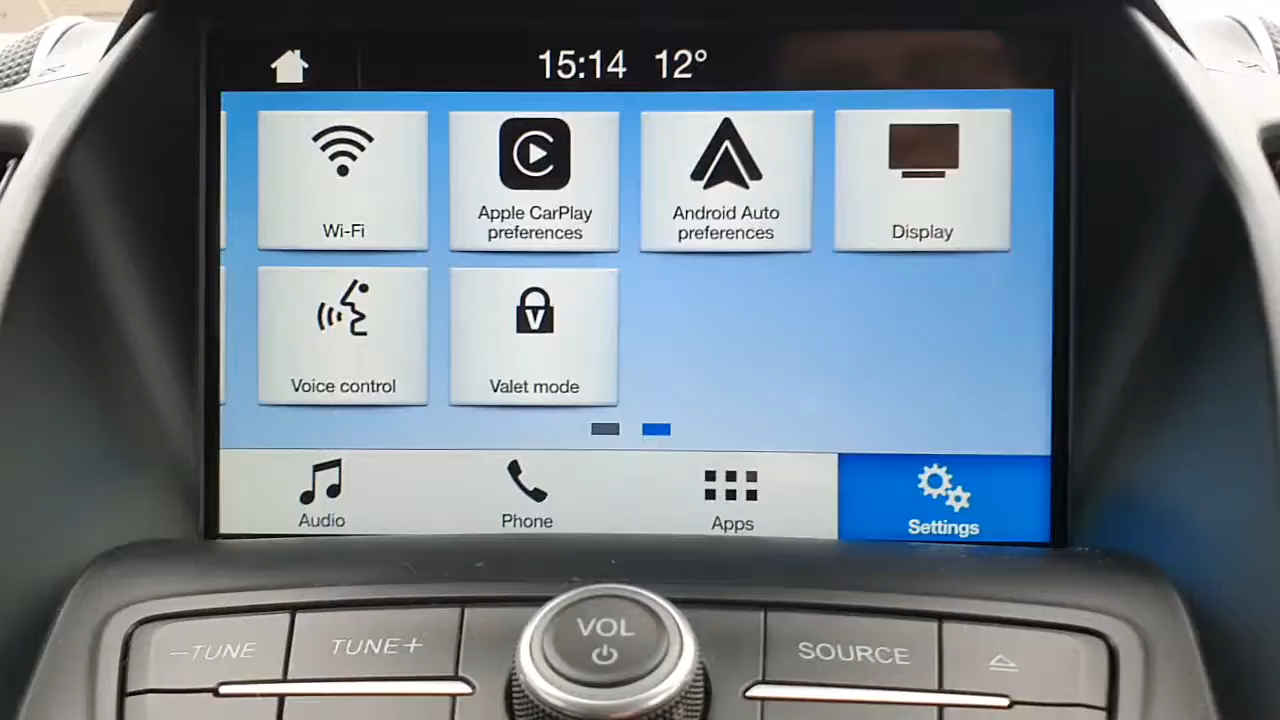 15:14 12°
Wi-Fi
Apple CarPlay
preferences
Android Auto
preferences
Display
Voice control
V
Valet mode
Audio
Phone
Apps
Settings
VOL
—TUNE
TUNE+
SOURCE